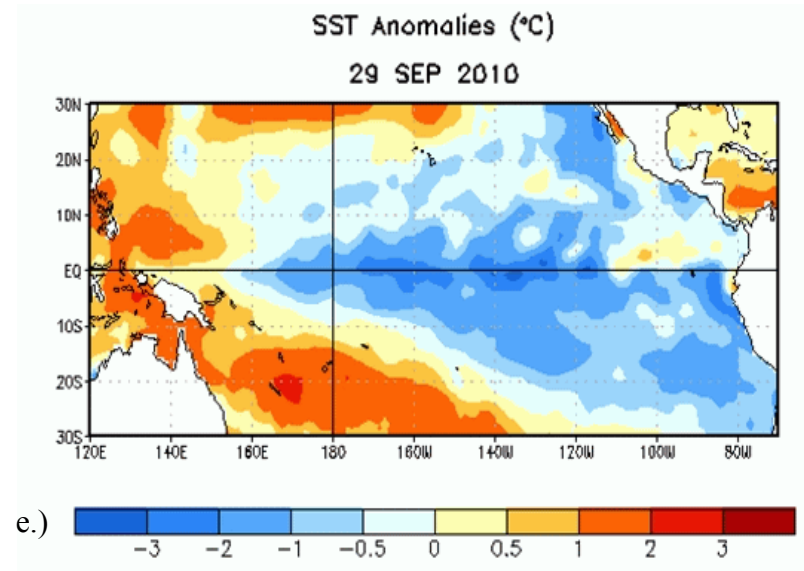 SST Anomalies (°C)
29 SEP 2010
30N
20N
10N
EQ
10S
20S
30S
120E 140E 160E 180 160W 140W 120W 100W 80W
e.)
-3 -2 -1 -0.5 0 0.5 1 2 3